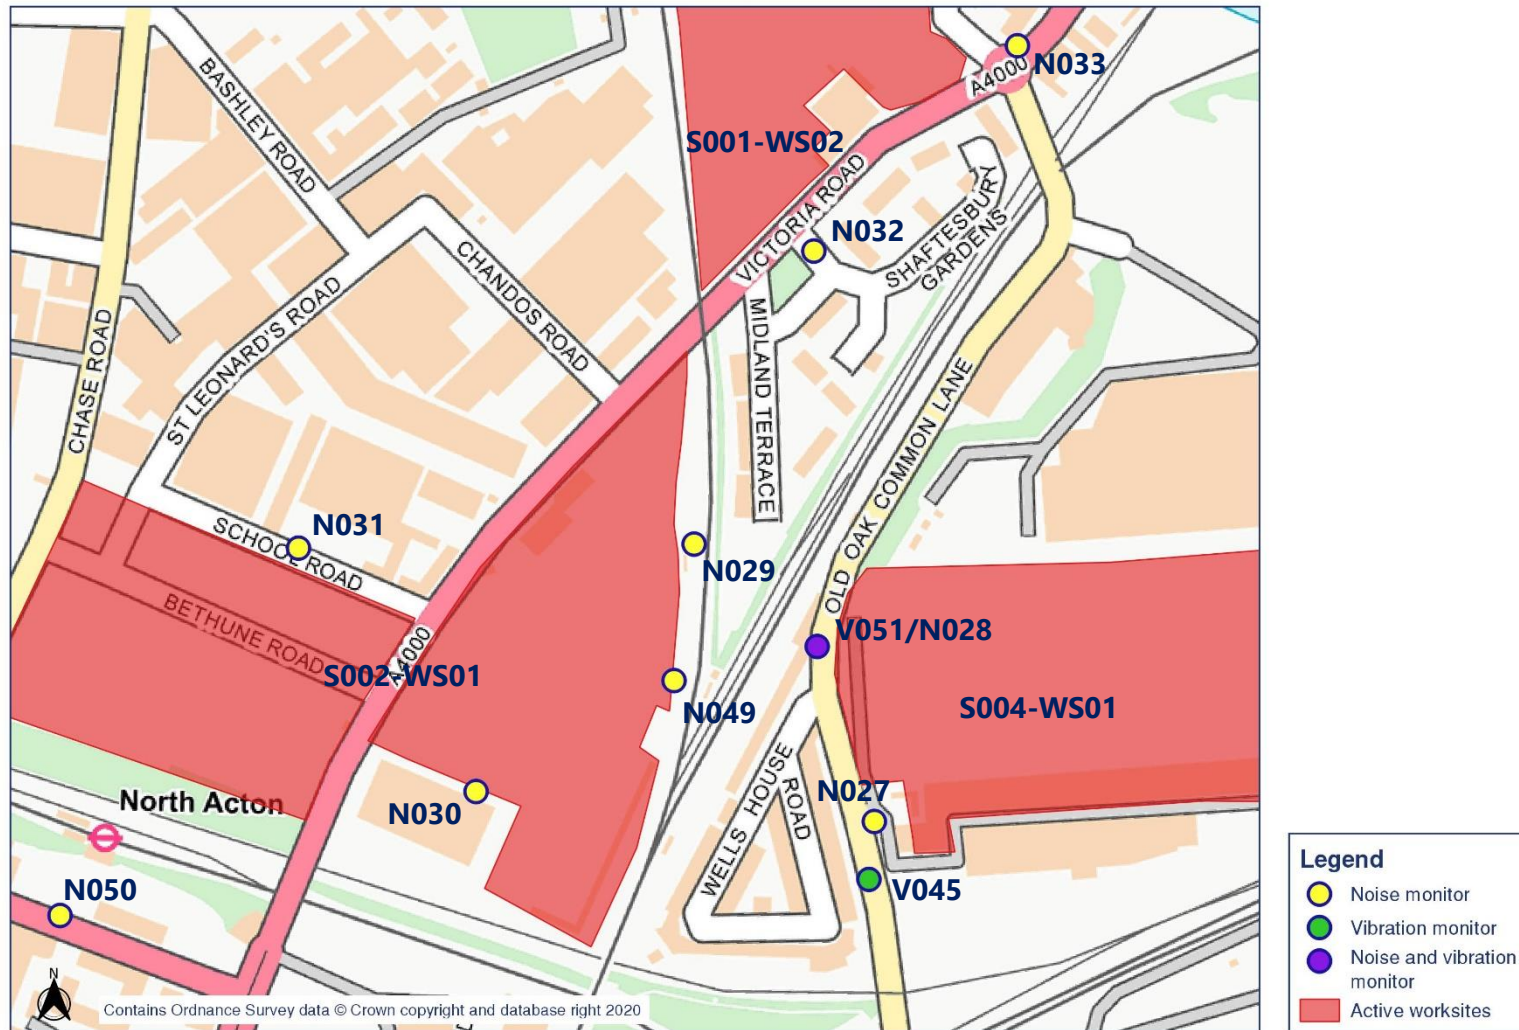 N033
A4000
BASHLEY ROAD
S001-WS02
VICTORIA ROAD
N032
SHAFTESBURY
GARDENS
CHANDOS ROAD
ST LEONARD'S ROAD
MIDLAND TERRACE
CHASE ROAD
OLD OAK COMMON LANE
N031
SCHOOL ROAD
N029
BETHUNE ROAD
V051/N028
A4000
S002-WS01
N049
S004-WS01
WELLS HOUSE
ROAD
N027
North Acton
N030
N050
V045
N
Contains Ordnance Survey data © Crown copyright and database right 2020
Legend
Noise monitor
Vibration monitor
Noise and vibration
monitor
Active worksites